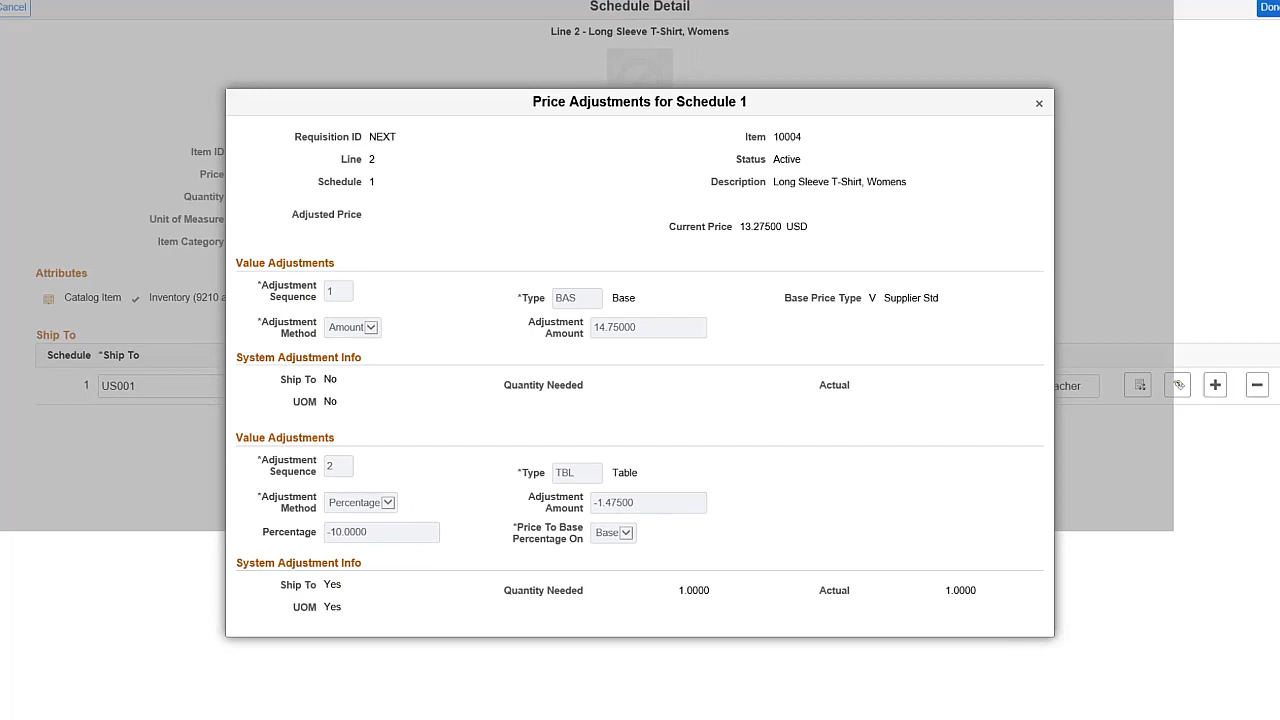 Cancel
Schedule Detail
Line 2 - Long Sleeve T-Shirt, Womens
Price Adjustments for Schedule 1
×
Requisition ID NEXT
Item 10004
Line 2
Status Active
Schedule 1
Description Long Sleeve T-Shirt, Womens
Adjusted Price
Current Price 13.27500 USD
Item ID
Price
Quantity
Unit of Measure
Item Category
Attributes
Catalog Item
Inventory (9210
Ship To
Schedule *Ship To
1 US001
Value Adjustments
*Adjustment Sequence 1
*Type BAS Base
Base Price Type V Supplier Std
*Adjustment Method Amount
Adjustment Amount 14.75000
System Adjustment Info
Ship To No
Quantity Needed
Actual
UOM No
Value Adjustments
*Adjustment Sequence 2
*Type TBL Table
*Adjustment Method Percentage
Adjustment Amount -1.47500
Percentage -10.0000
*Price To Base Percentage On Base
System Adjustment Info
Ship To Yes
Quantity Needed 1.0000
Actual 1.0000
UOM Yes